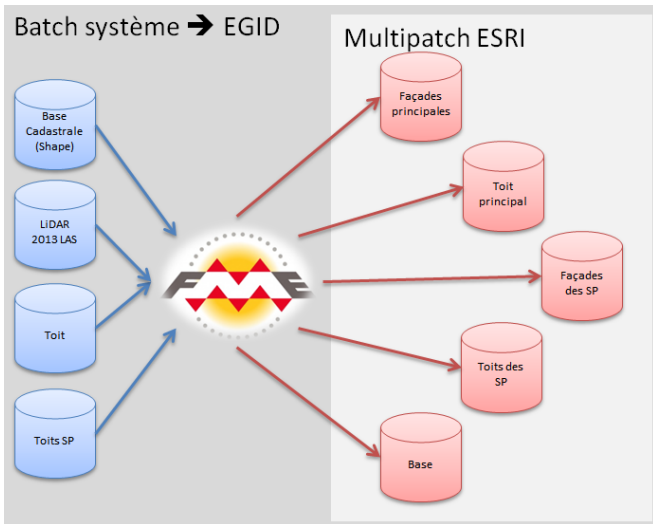 Batch système ➔ EGID
Multipatch ESRI
Base
Cadastrale
(Shape)
LiDAR
2013 LAS
Toit
Toits SP
FME
Façades
principales
Toit
principal
Façades
des SP
Toits des
SP
Base